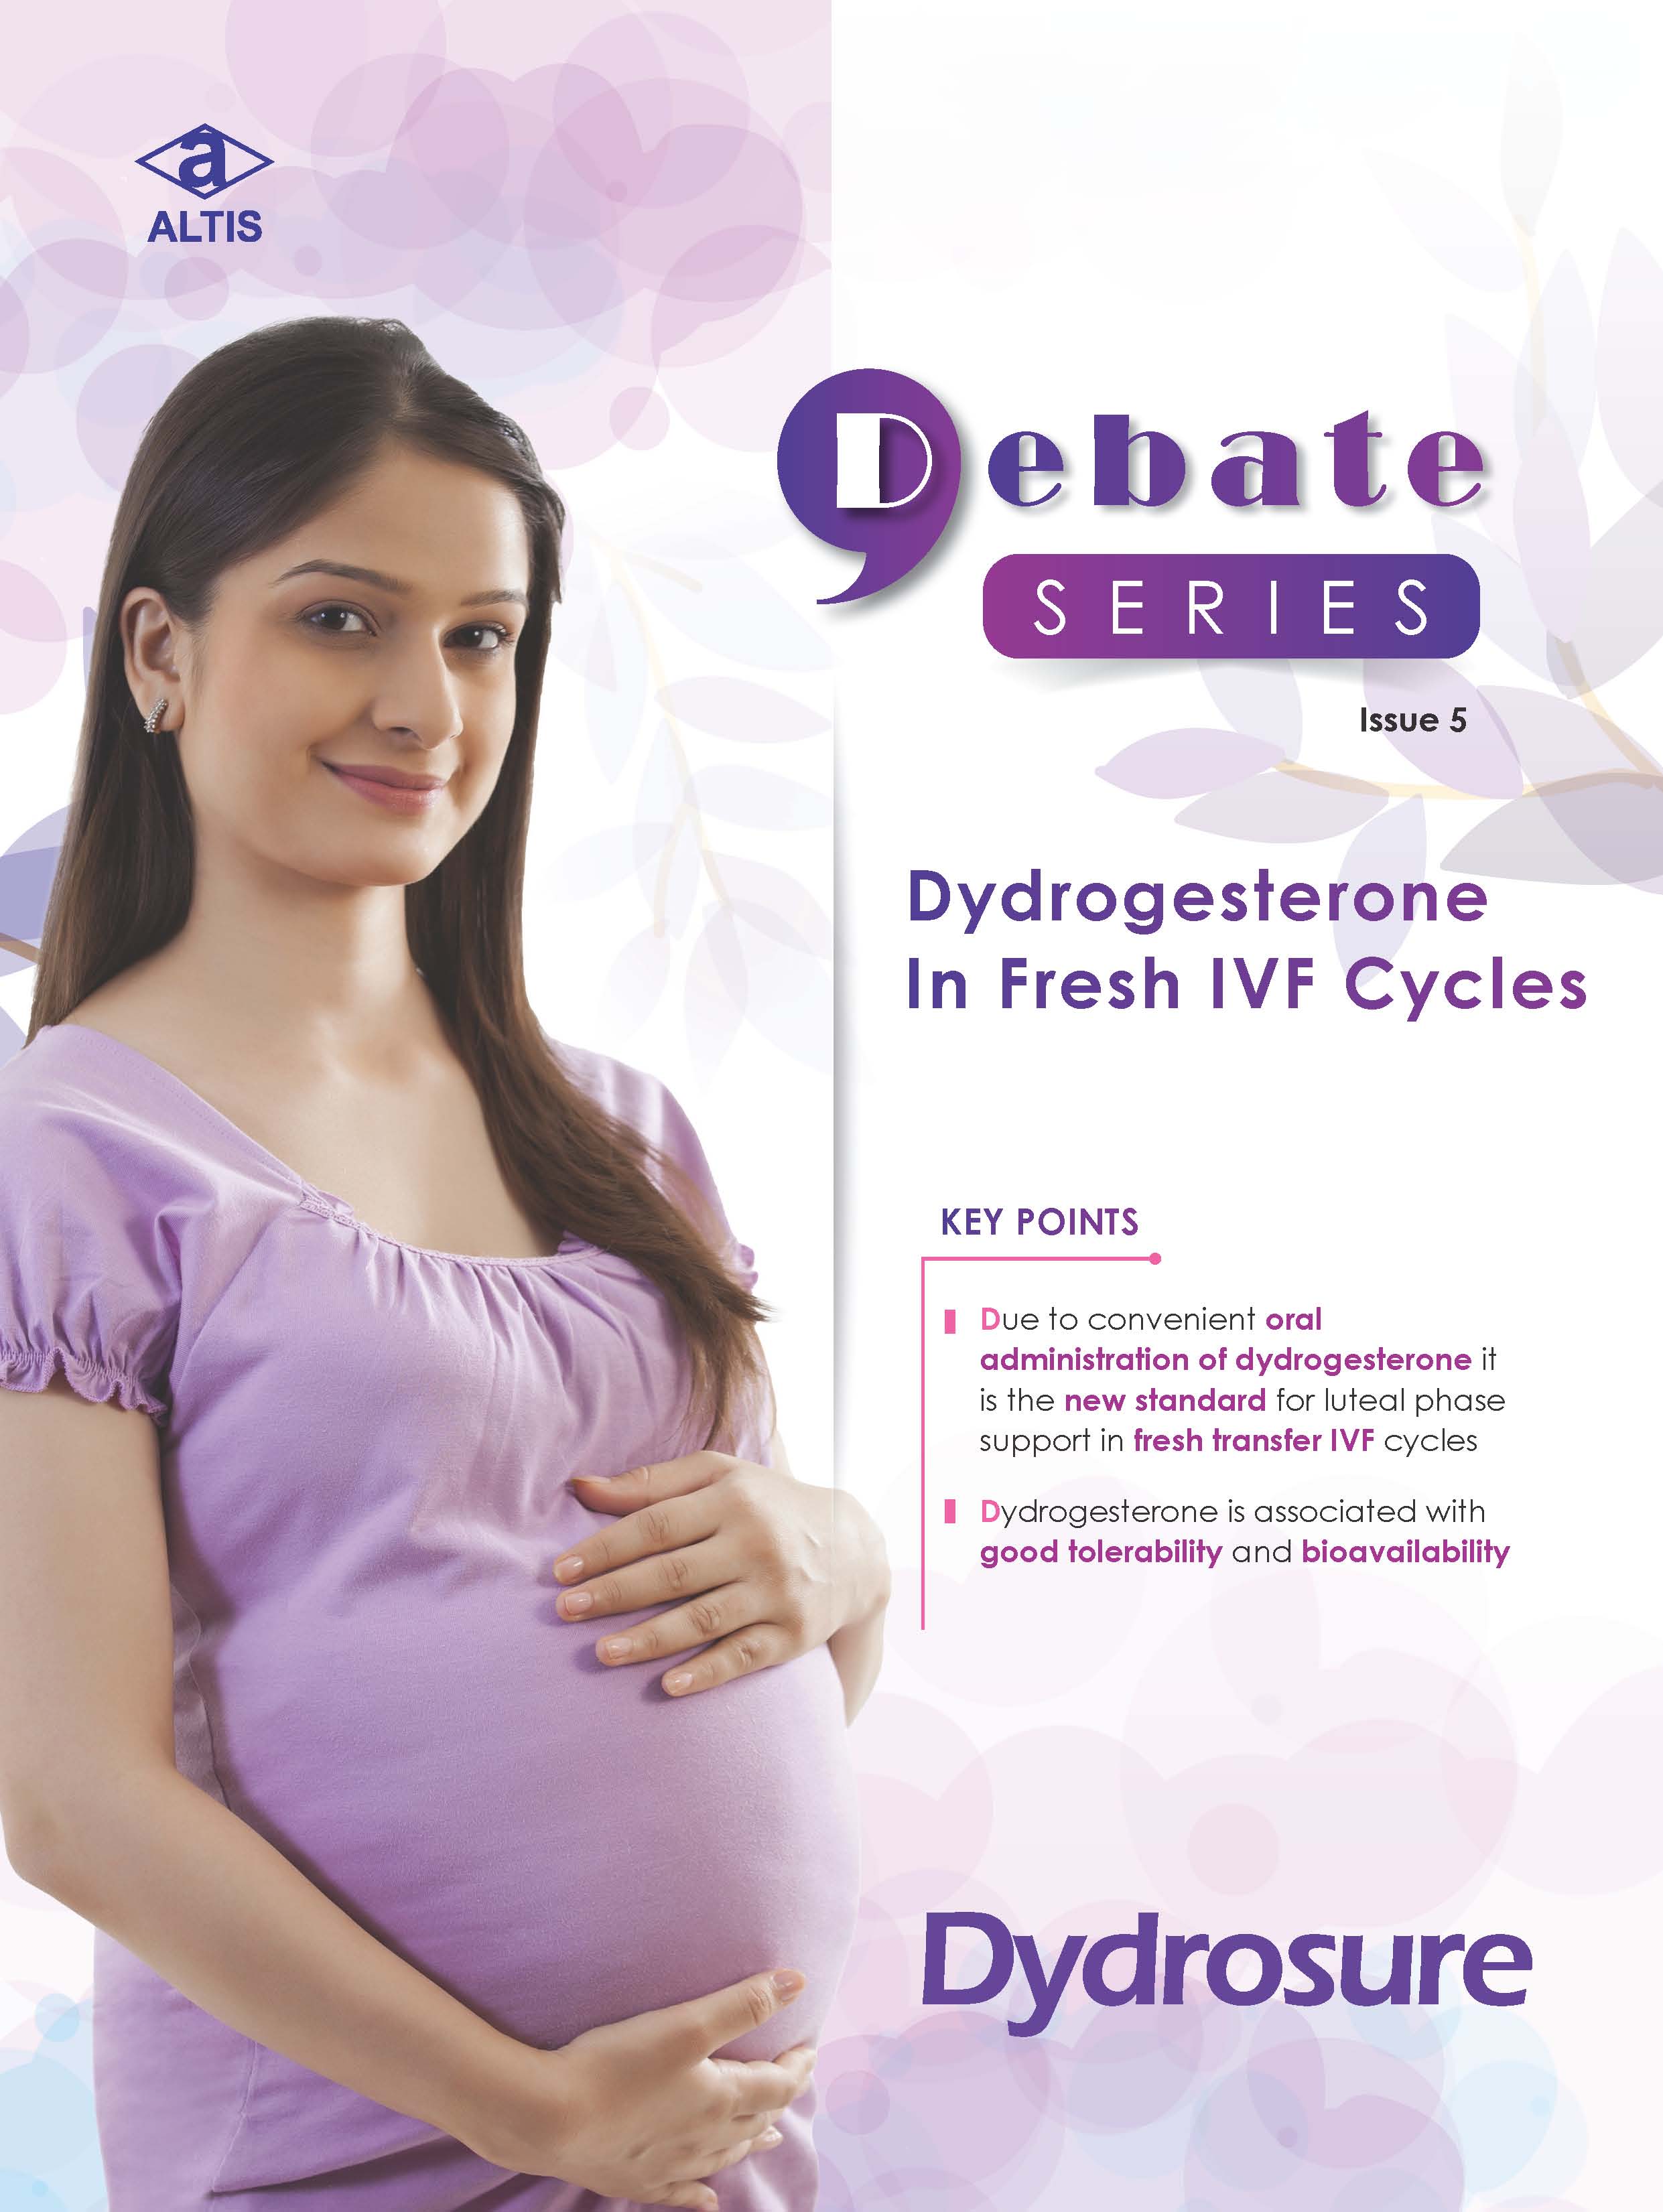 a
ALTIS
Debate
SERIES
Issue 5
Dydrogesterone
In Fresh IVF Cycles
KEY POINTS
Due to convenient oral
administration of dydrogesterone it
is the new standard for luteal phase
support in fresh transfer IVF cycles
Dydrogesterone is associated with
good tolerability and bioavailability
Dydrosure